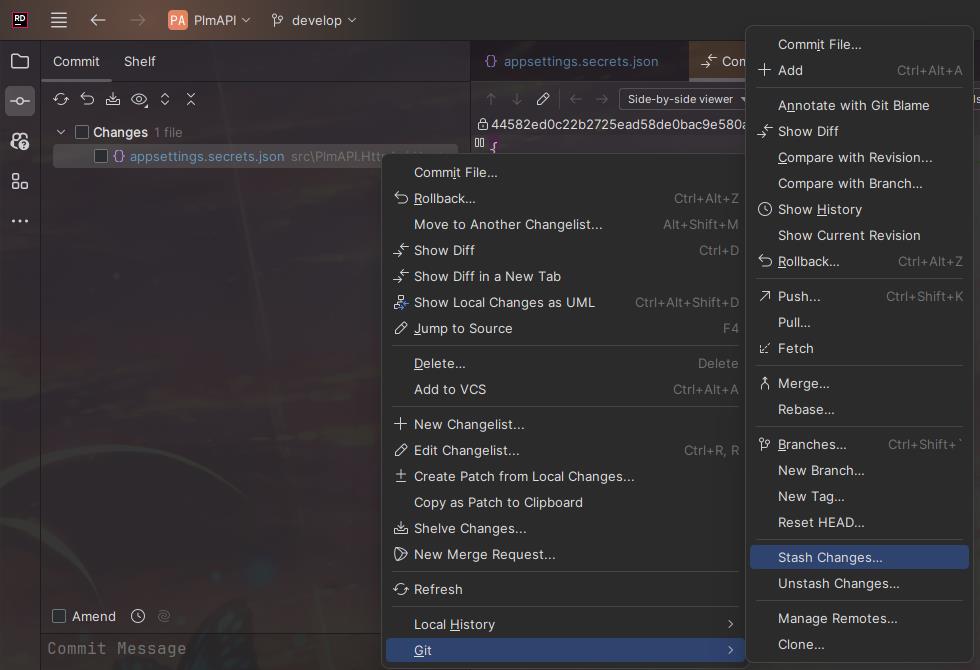 RD
PA PlmAPI
develop
Commit Shelf
appsettings.secrets.json
Com
Side-by-side viewer
Changes 1 file
44582ed0c22b2725ead58de0bac9e580a
{} appsettings.secrets.json src\PlmAPI.Htt
{
Commit File...
Rollback... Ctrl+Alt+Z
Move to Another Changelist... Alt+Shift+M
Show Diff Ctrl+D
Show Diff in a New Tab
Show Local Changes as UML Ctrl+Alt+Shift+D
Jump to Source F4
Delete... Delete
Add to VCS Ctrl+Alt+A
New Changelist...
Edit Changelist... Ctrl+R, R
Create Patch from Local Changes...
Copy as Patch to Clipboard
Shelve Changes...
New Merge Request...
Refresh
Local History
Git
Commit File...
Add Ctrl+Alt+A
Annotate with Git Blame
Show Diff
Compare with Revision...
Compare with Branch...
Show History
Show Current Revision
Rollback... Ctrl+Alt+Z
Push... Ctrl+Shift+K
Pull...
Fetch
Merge...
Rebase...
Branches... Ctrl+Shift+`
New Branch...
New Tag...
Reset HEAD...
Stash Changes...
Unstash Changes...
Manage Remotes...
Clone...
Amend
Commit Message